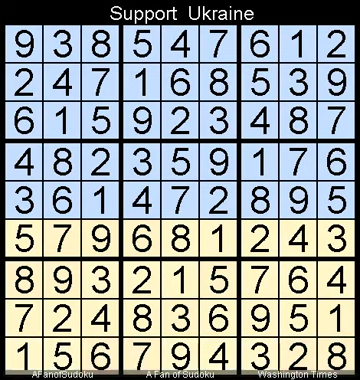 Support Ukraine
9 3 8 5 4 7 6 1 2
2 4 7 1 6 8 5 3 9
6 1 5 9 2 3 4 8 7
4 8 2 3 5 9 1 7 6
3 6 1 4 7 2 8 9 5
5 7 9 6 8 1 2 4 3
8 9 3 2 1 5 7 6 4
7 2 4 8 3 6 9 5 1
1 5 6 7 9 4 3 2 8
AFanofSudoku A Fan of Sudoku Washington Times